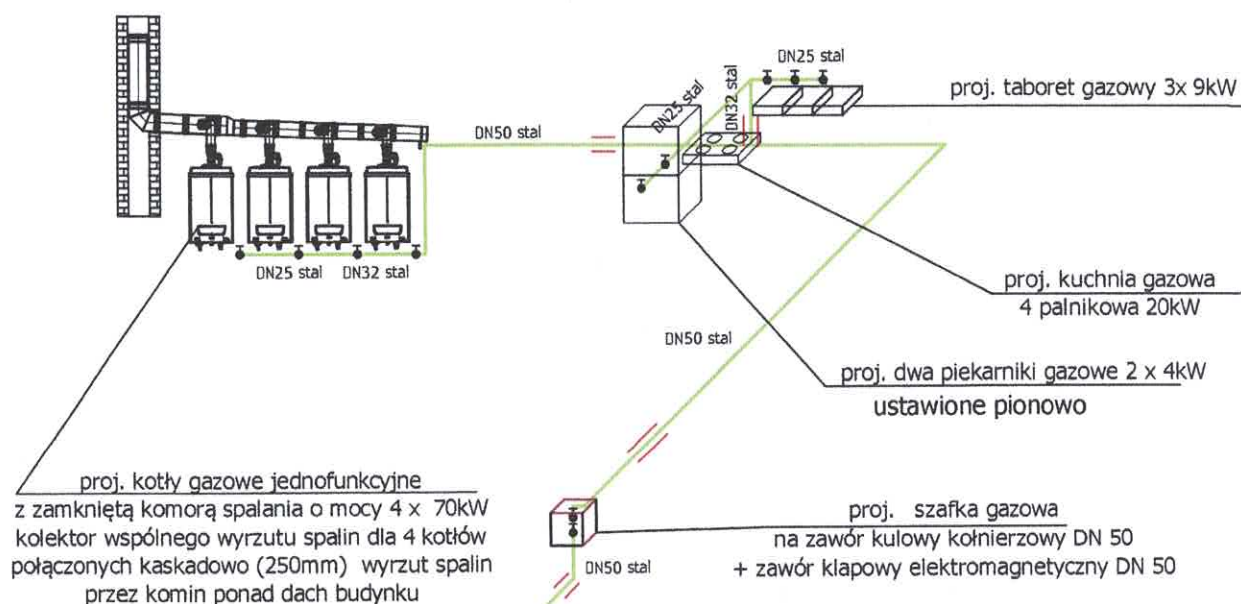 DN25 stal
proj. taboret gazowy 3x 9kW
DN25 stal
DN32 stal
DN50 stal
DN25 stal
DN32 stal
proj. kuchnia gazowa
4 palnikowa 20kW
DN50 stal
proj. dwa piekarniki gazowe 2 x 4kW
ustawione pionowo
proj. kotły gazowe jednofunkcyjne
z zamkniętą komorą spalania o mocy 4 x 70kW
kolektor wspólnego wyrzutu spalin dla 4 kotłów
połączonych kaskadowo (250mm) wyrzut spalin
przez komin ponad dach budynku
proj. szafka gazowa
na zawór kulowy kołnierzowy DN 50
+ zawór klapowy elektromagnetyczny DN 50
DN50 stal